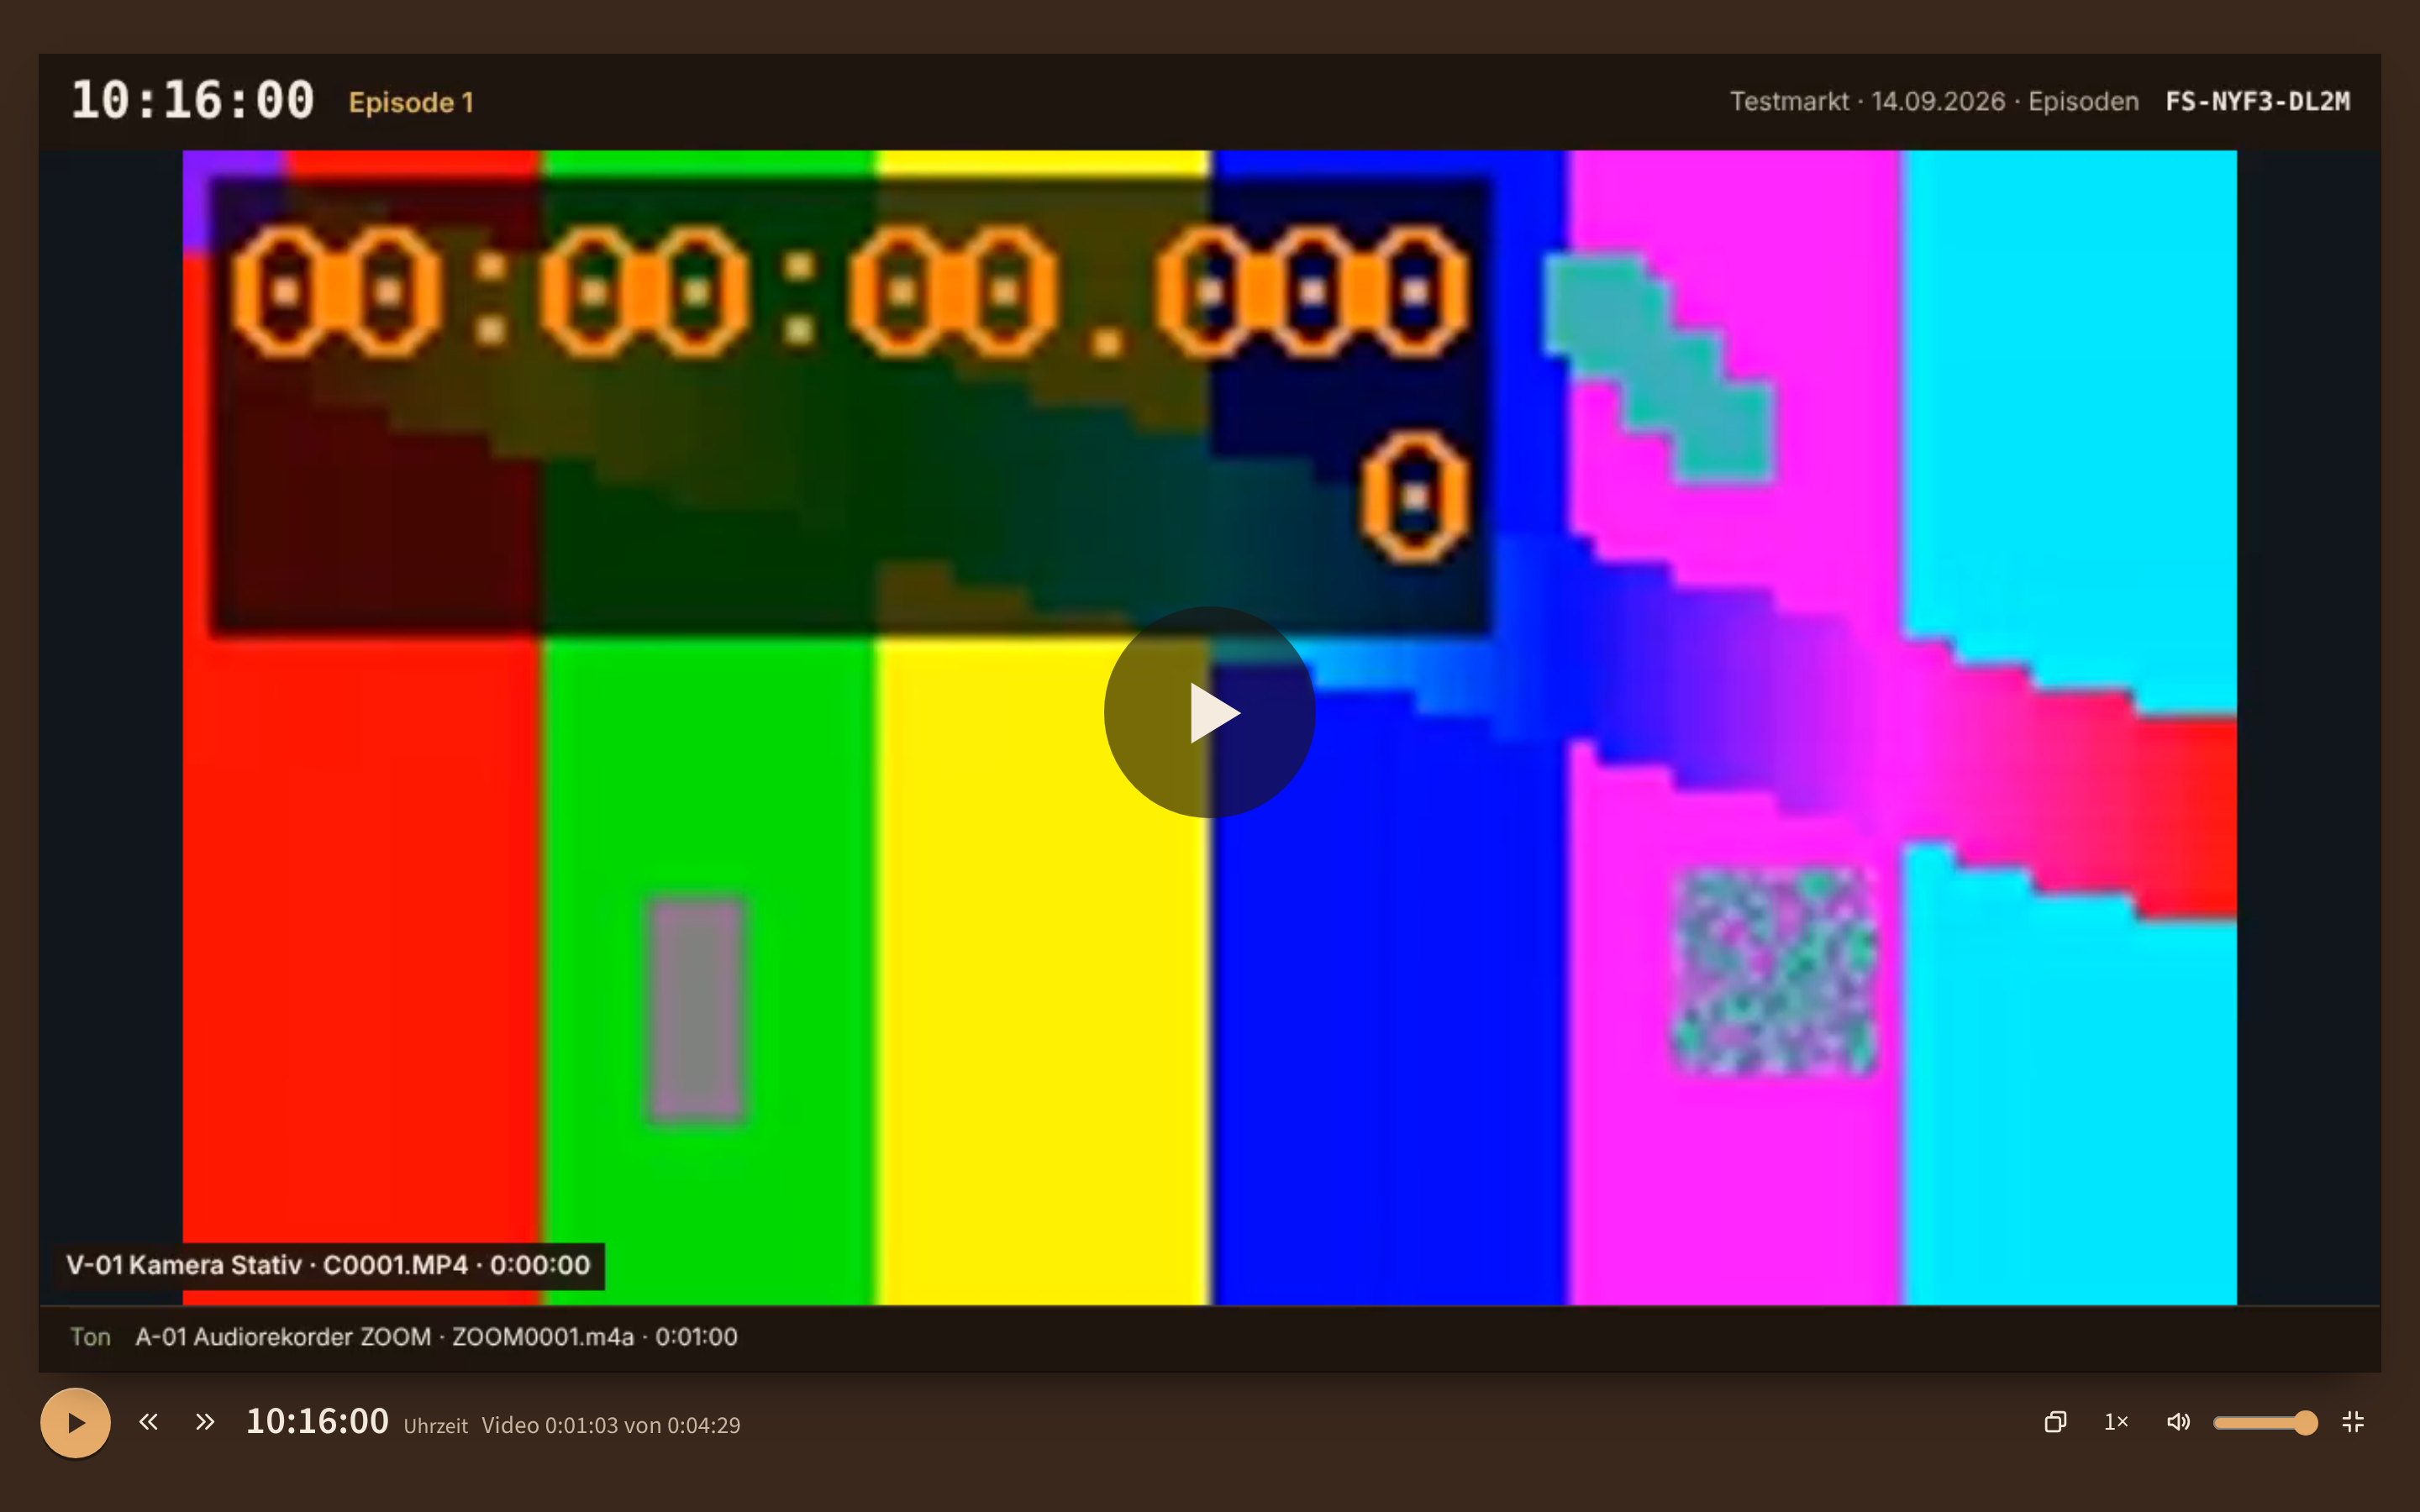 10:16:00 Episode 1 Testmarkt · 14.09.2026 · Episoden FS-NYF3-DL2M
00:00:00.000
0
V-01 Kamera Stativ · C0001.MP4 · 0:00:00
Ton A-01 Audiorekorder ZOOM · ZOOM0001.m4a · 0:01:00
10:16:00 Uhrzeit Video 0:01:03 von 0:04:29 1×